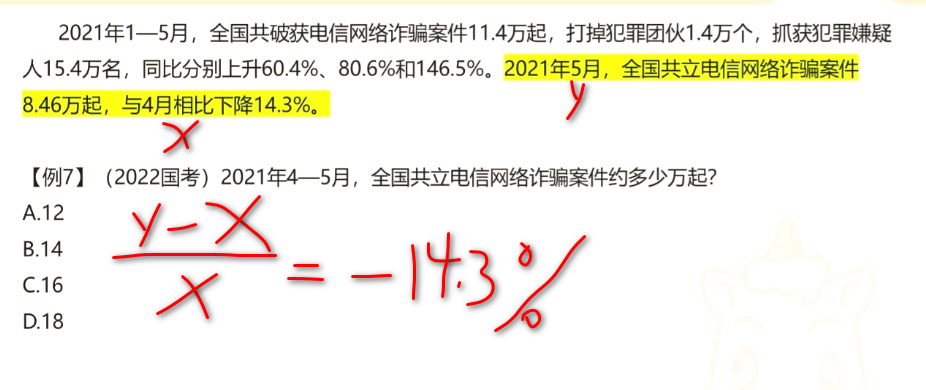 2021年1—5月，全国共破获电信网络诈骗案件11.4万起，打掉犯罪团伙1.4万个，抓获犯罪嫌疑
人15.4万名，同比分别上升60.4%、80.6%和146.5%。2021年5月，全国共立电信网络诈骗案件
8.46万起，与4月相比下降14.3%。
y
x
【例7】（2022国考）2021年4—5月，全国共立电信网络诈骗案件约多少万起？
A.12
B.14
C.16
D.18
y-x
x
= -14.3%